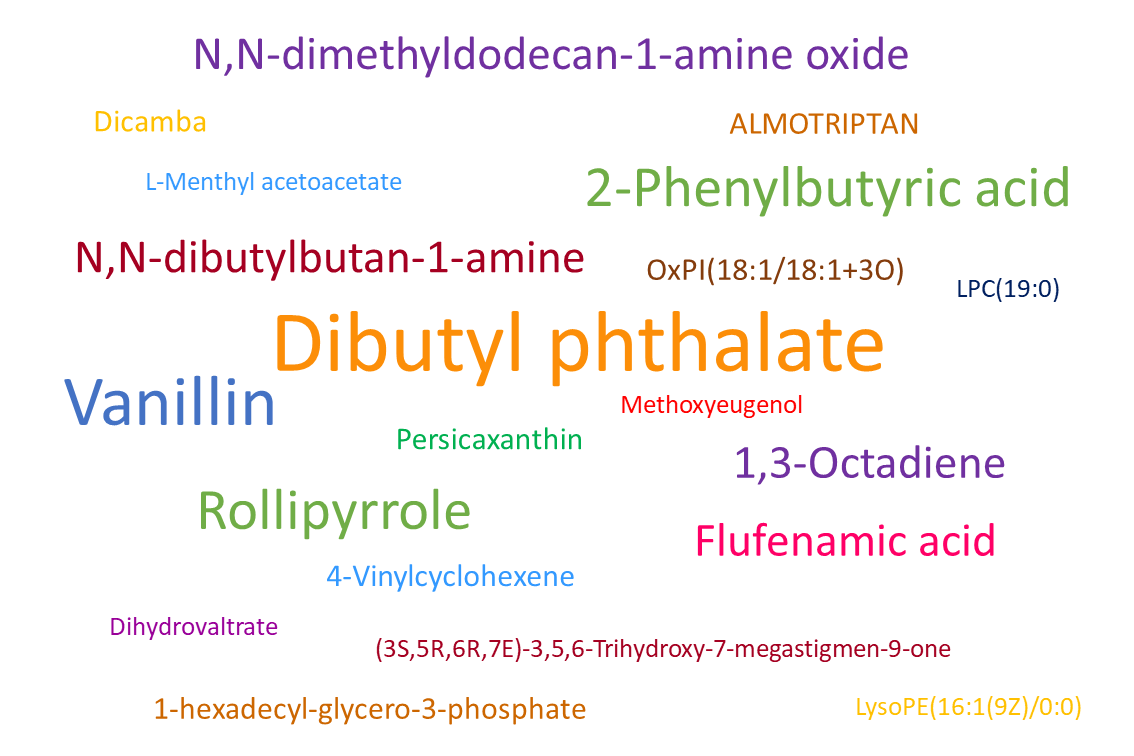 N,N-dimethyldodecan-1-amine oxide
Dicamba
ALMOTRIPTAN
L-Menthyl acetoacetate
2-Phenylbutyric acid
N,N-dibutylbutan-1-amine
OxPI(18:1/18:1+3O)
LPC(19:0)
Dibutyl phthalate
Vanillin
Methoxyeugenol
Persicaxanthin
1,3-Octadiene
Rollipyrrole
Flufenamic acid
4-Vinylcyclohexene
Dihydrovaltrate
(3S,5R,6R,7E)-3,5,6-Trihydroxy-7-megastigmen-9-one
1-hexadecyl-glycero-3-phosphate
LysoPE(16:1(9Z)/0:0)